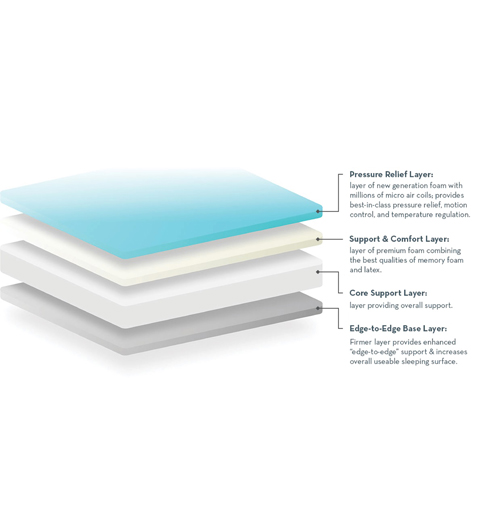 Pressure Relief Layer:
layer of new generation foam with
millions of micro air coils; provides
best-in-class pressure relief, motion
control, and temperature regulation.
Support & Comfort Layer:
layer of premium foam combining
the best qualities of memory foam
and latex.
Core Support Layer:
layer providing overall support.
Edge-to-Edge Base Layer:
Firmer layer provides enhanced
"edge-to-edge" support & increases
overall useable sleeping surface.